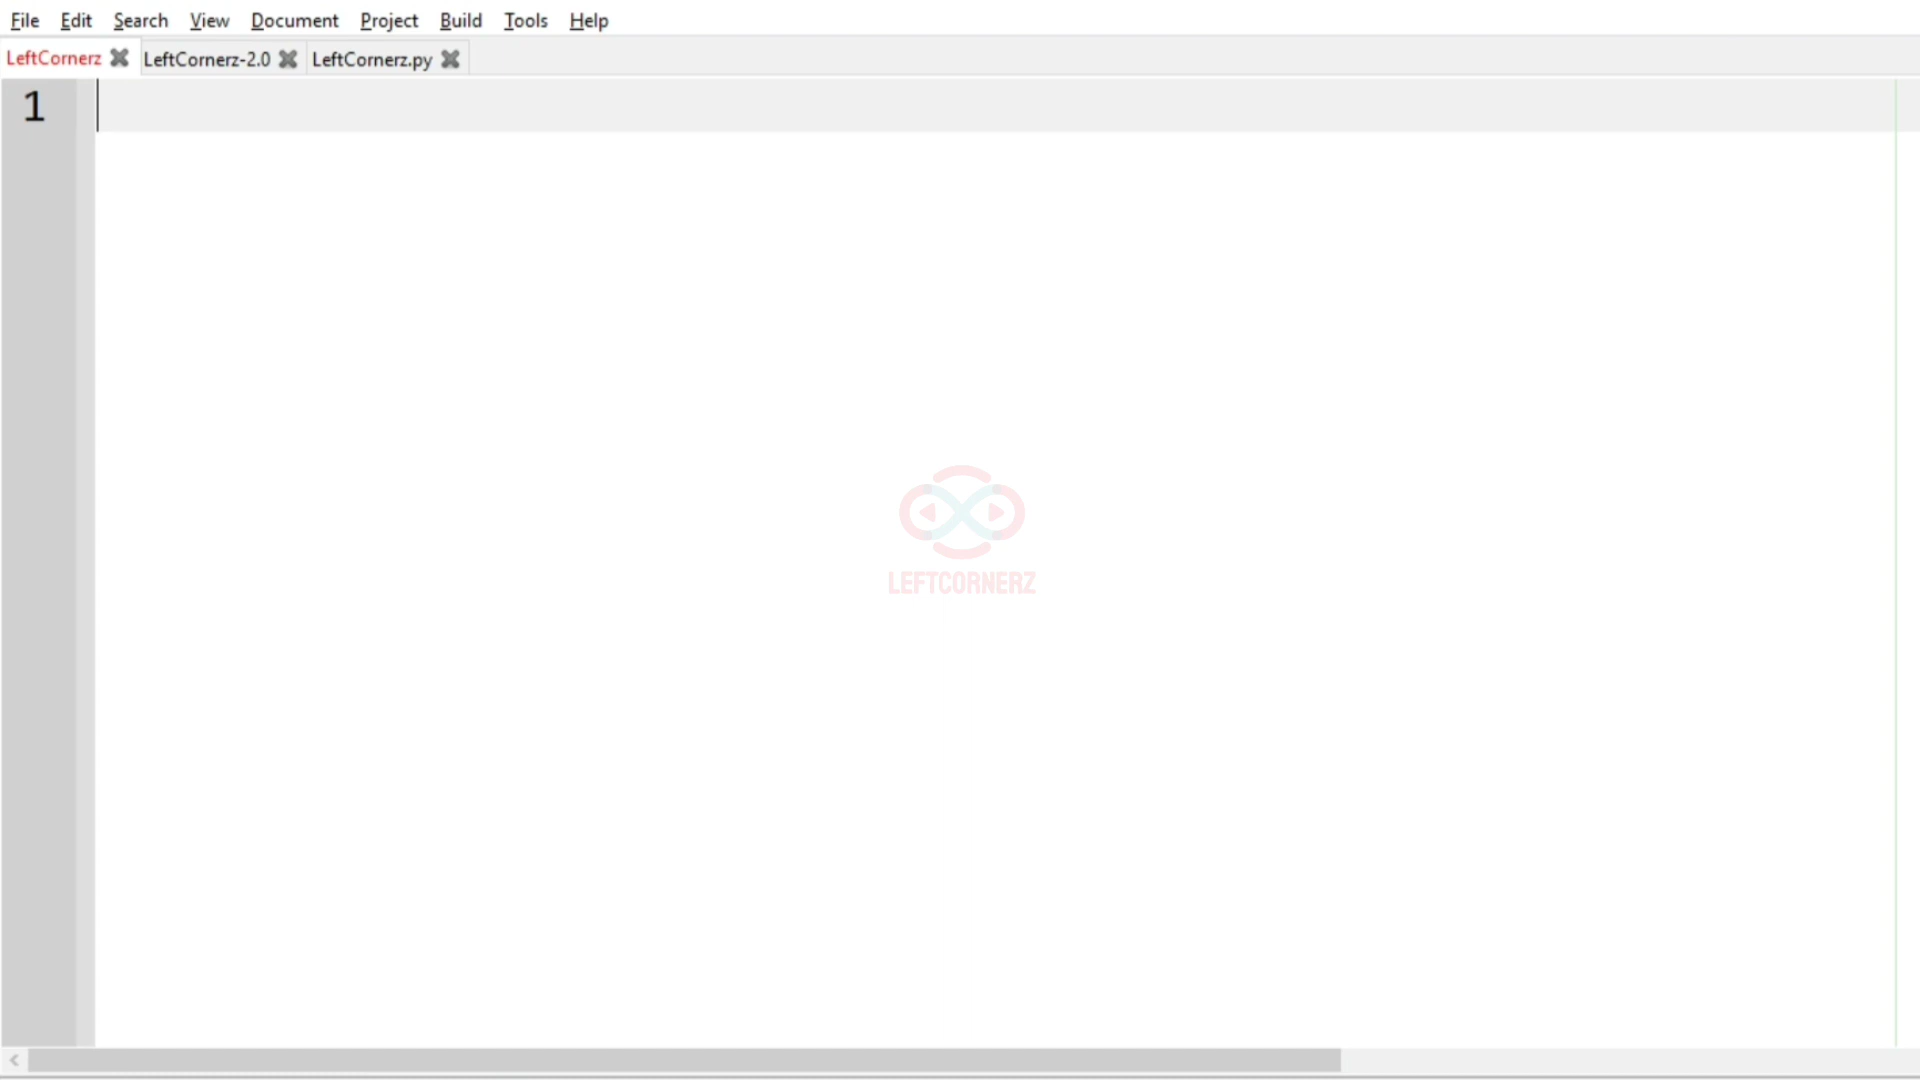 File Edit Search View Document Project Build Tools Help
LeftCornerz LeftCornerz-2.0 LeftCornerz.py
1
LEFTCORNERZ